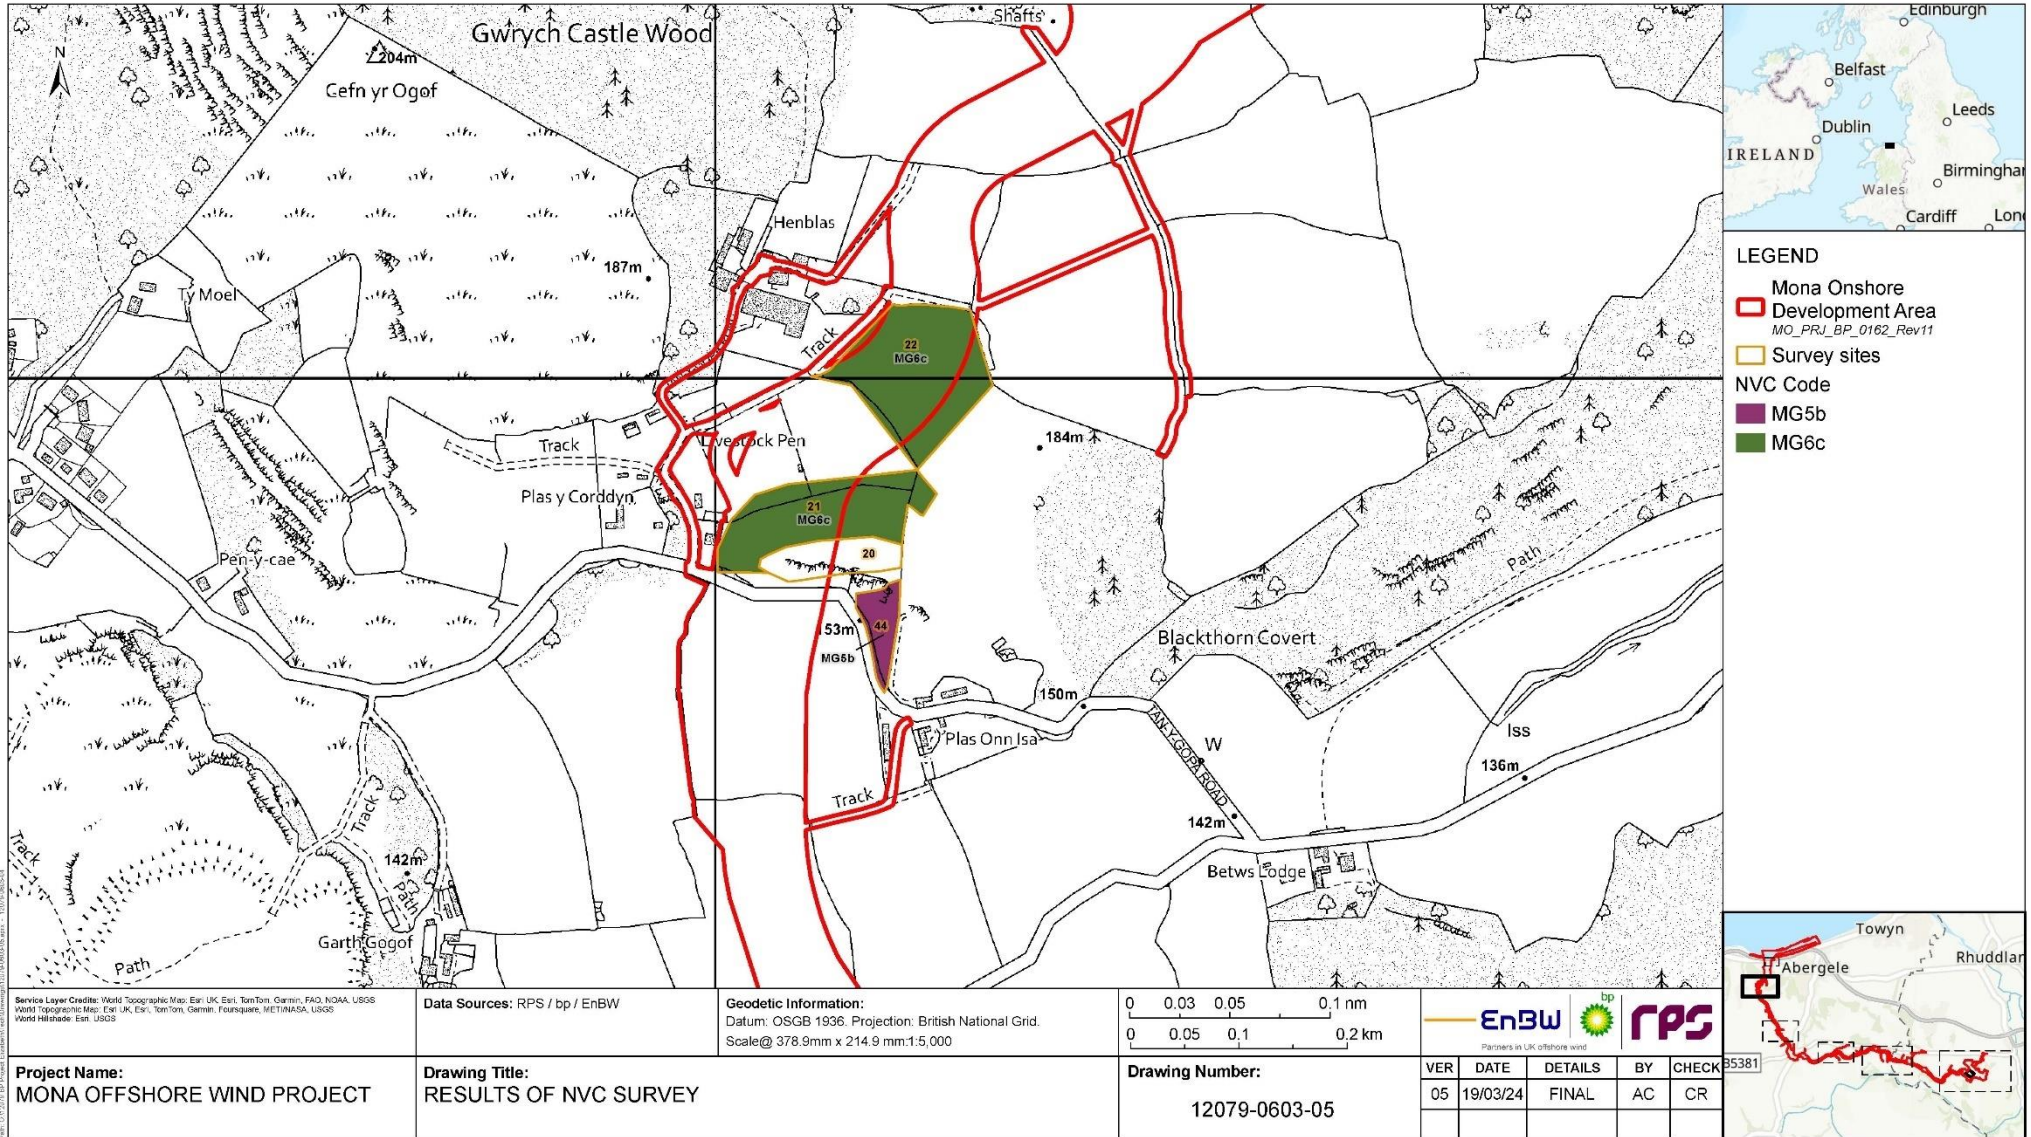 Shafts
Gwrych Castle Wood
N
204m
Cefn yr Ogof
Henblas
187m
Ty Moel
Track
22
MG6c
Track
Livestock Pen
184m
Plas y Corddyn
21
MG6c
20
Pen-y-cae
Path
153m
44
MG5b
Blackthorn Covert
150m
Plas Onn Isa
TAN-Y-GOPA ROAD
W
Iss
136m
Track
142m
Track
Track
142m
Path
Betws Lodge
Garth Gogof
Path
Edinburgh
Belfast
Leeds
Dublin
IRELAND
Birmingham
Wales
Cardiff
Lon
LEGEND
Mona Onshore
Development Area
MO_PRJ_BP_0162_Rev11
Survey sites
NVC Code
MG5b
MG6c
Towyn
Rhuddlan
Abergele
B5381
Service Layer Credits: World Topographic Map: Esri UK, Esri, TomTom, Garmin, FAO, NOAA, USGS
World Topographic Map: Esri UK, Esri, TomTom, Garmin, Foursquare, METI/NASA, USGS
World Hillshade: Esri, USGS
Data Sources: RPS / bp / EnBW
Geodetic Information:
Datum: OSGB 1936. Projection: British National Grid.
Scale@ 378.9mm x 214.9 mm:1:5,000
0 0.03 0.05 0.1 nm
0 0.05 0.1 0.2 km
EnBW bp rps
Partners in UK offshore wind
Project Name:
MONA OFFSHORE WIND PROJECT
Drawing Title:
RESULTS OF NVC SURVEY
Drawing Number:
12079-0603-05
VER DATE DETAILS BY CHECK
05 19/03/24 FINAL AC CR